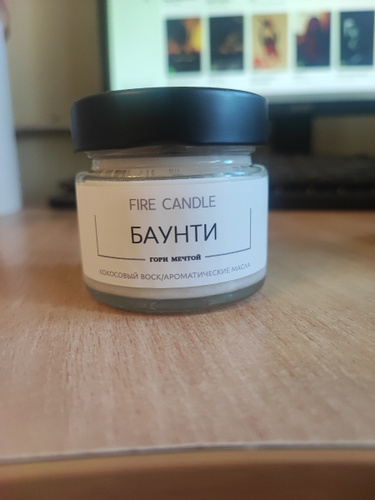 FIRE CANDLE
БАУНТИ
ГОРИ МЕЧТОЙ
КОКОСОВЫЙ ВОСК/АРОМАТИЧЕСКИЕ МАСЛА